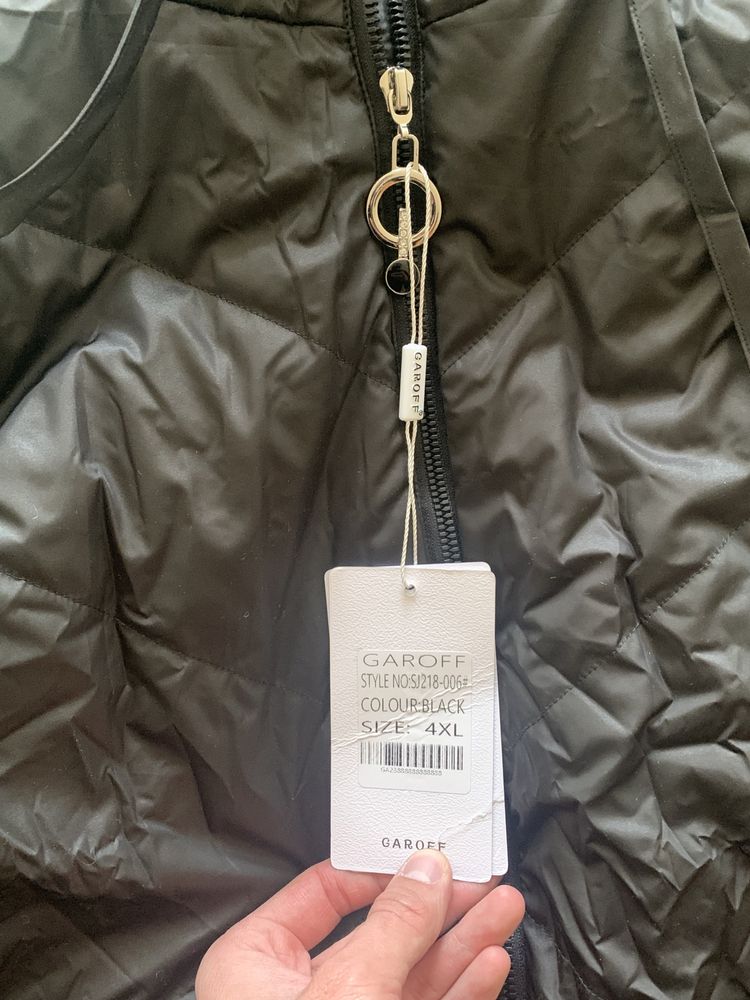 GAROFF®
GAROFF
STYLE NO:SJ218-006#
COLOUR:BLACK
SIZE: 4XL
GAROFF